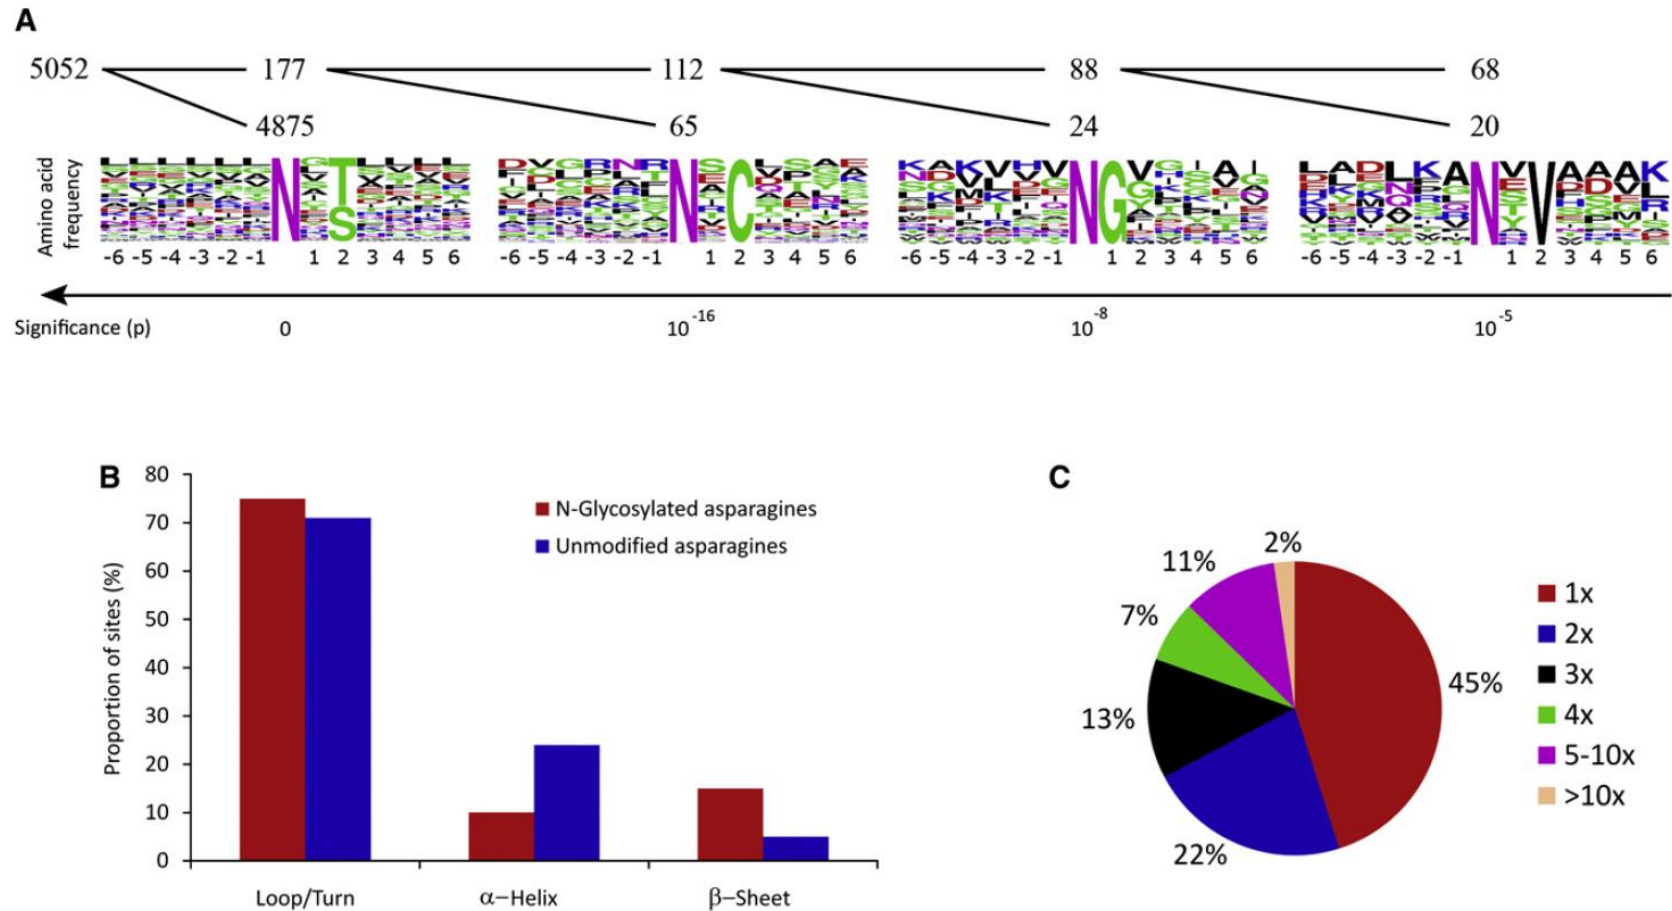 A
5052 177 112 88 68
4875 65 24 20
Amino acid
frequency
N T S
N C
N G
N V
-6 -5 -4 -3 -2 -1 1 2 3 4 5 6
-6 -5 -4 -3 -2 -1 1 2 3 4 5 6
-6 -5 -4 -3 -2 -1 1 2 3 4 5 6
-6 -5 -4 -3 -2 -1 1 2 3 4 5 6
Significance (p) 0 10^-16 10^-8 10^-5
B
80
70
60
50
40
30
20
10
0
Proportion of sites (%)
N-Glycosylated asparagines
Unmodified asparagines
Loop/Turn α-Helix β-Sheet
C
2%
11%
7%
13%
22%
45%
1x
2x
3x
4x
5-10x
>10x